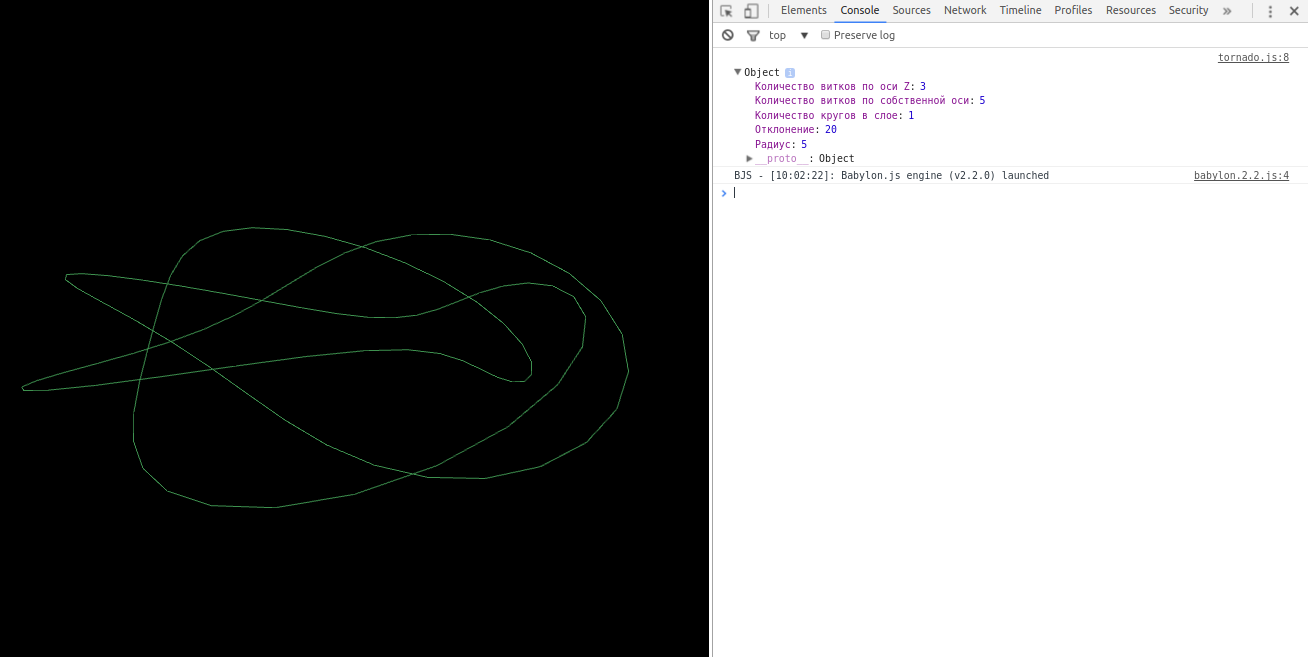 Elements Console Sources Network Timeline Profiles Resources Security »
top ▼ Preserve log
tornado.js:8
▼ Object i
Количество витков по оси Z: 3
Количество витков по собственной оси: 5
Количество кругов в слое: 1
Отклонение: 20
Радиус: 5
▶ __proto__: Object
BJS - [10:02:22]: Babylon.js engine (v2.2.0) launched babylon.2.2.js:4